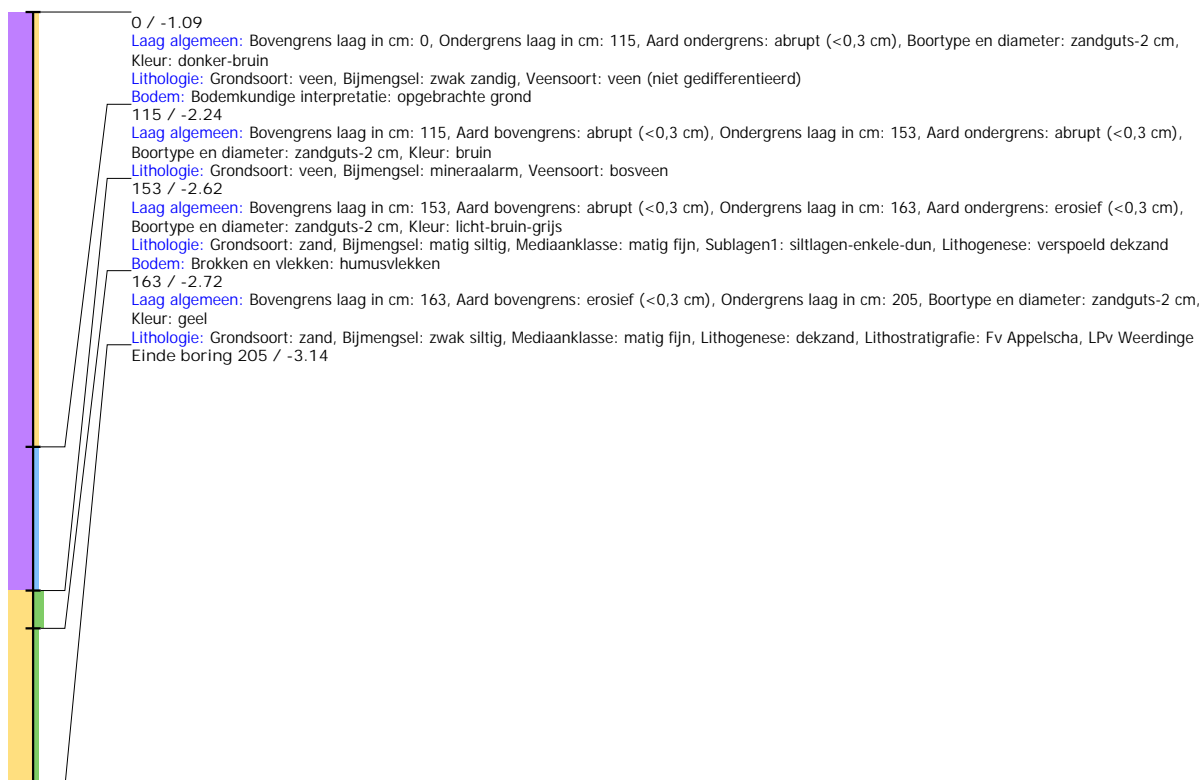 0 / -1.09
Laag algemeen: Bovengrens laag in cm: 0, Ondergrens laag in cm: 115, Aard ondergrens: abrupt (<0,3 cm), Boortype en diameter: zandguts-2 cm,
Kleur: donker-bruin
Lithologie: Grondsoort: veen, Bijmengsel: zwak zandig, Veensoort: veen (niet gedifferentieerd)
Bodem: Bodemkundige interpretatie: opgebrachte grond
115 / -2.24
Laag algemeen: Bovengrens laag in cm: 115, Aard bovengrens: abrupt (<0,3 cm), Ondergrens laag in cm: 153, Aard ondergrens: abrupt (<0,3 cm),
Boortype en diameter: zandguts-2 cm, Kleur: bruin
Lithologie: Grondsoort: veen, Bijmengsel: mineraalarm, Veensoort: bosveen
153 / -2.62
Laag algemeen: Bovengrens laag in cm: 153, Aard bovengrens: abrupt (<0,3 cm), Ondergrens laag in cm: 163, Aard ondergrens: erosief (<0,3 cm),
Boortype en diameter: zandguts-2 cm, Kleur: licht-bruin-grijs
Lithologie: Grondsoort: zand, Bijmengsel: matig siltig, Mediaanklasse: matig fijn, Sublagen1: siltlagen-enkele-dun, Lithogenese: verspoeld dekzand
Bodem: Brokken en vlekken: humusvlekken
163 / -2.72
Laag algemeen: Bovengrens laag in cm: 163, Aard bovengrens: erosief (<0,3 cm), Ondergrens laag in cm: 205, Boortype en diameter: zandguts-2 cm,
Kleur: geel
Lithologie: Grondsoort: zand, Bijmengsel: zwak siltig, Mediaanklasse: matig fijn, Lithogenese: dekzand, Lithostratigrafie: Fv Appelscha, LPv Weerdinge
Einde boring 205 / -3.14